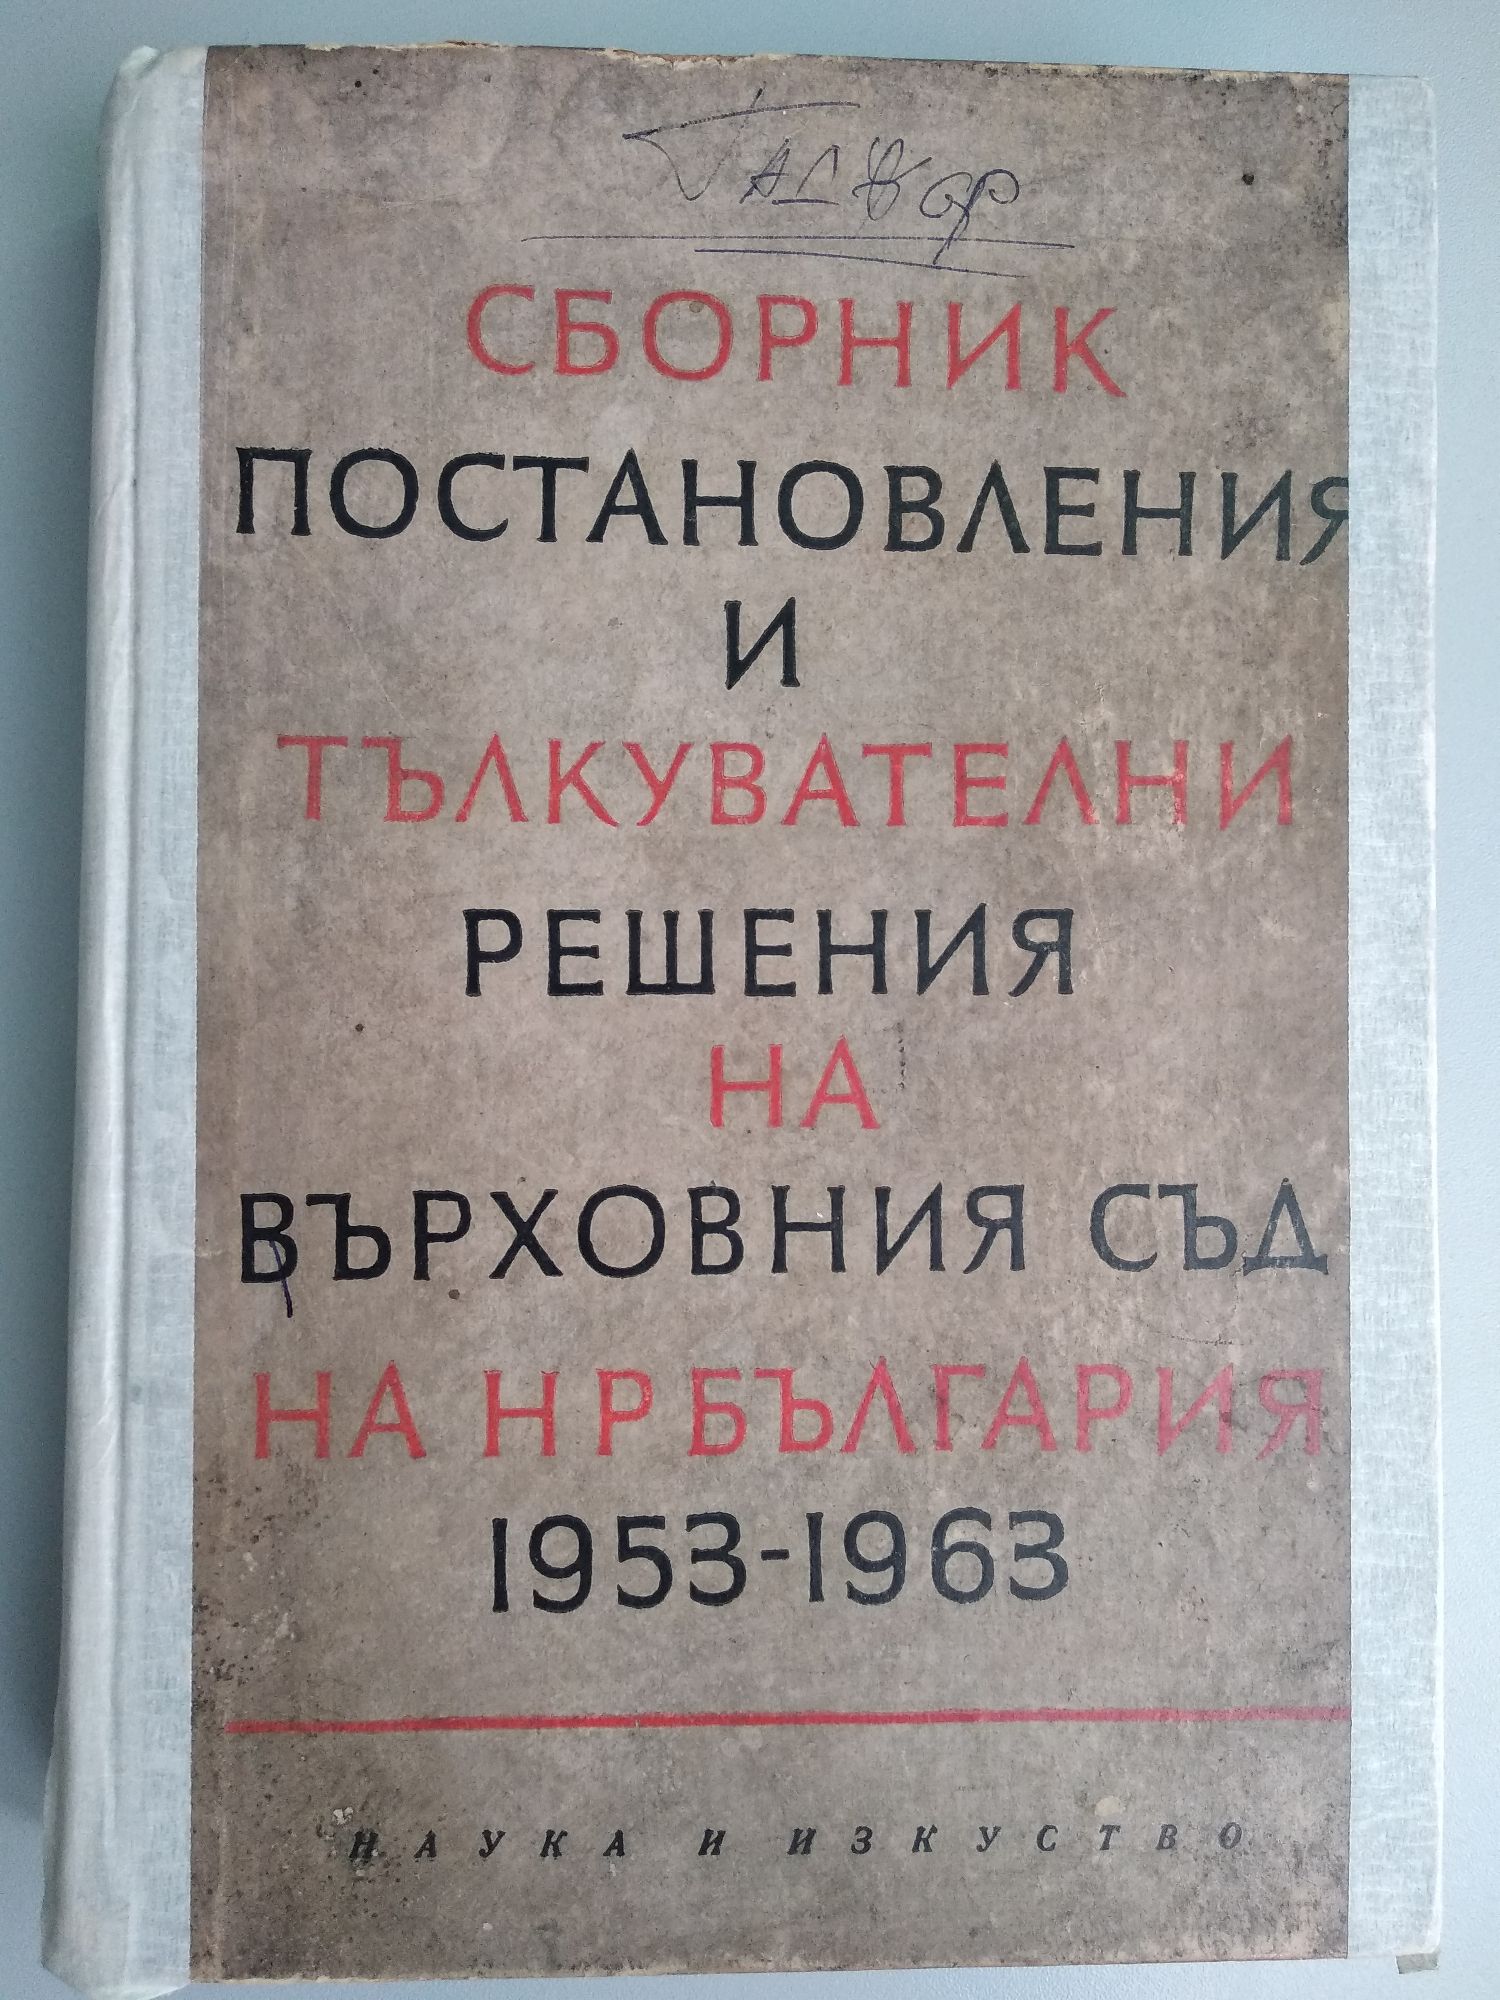 СБОРНИК
ПОСТАНОВЛЕНИЯ
И
ТЪЛКУВАТЕЛНИ
РЕШЕНИЯ
НА
ВЪРХОВНИЯ СЪД
НА НР БЪЛГАРИЯ
1953-1963
НАУКА И ИЗКУСТВО